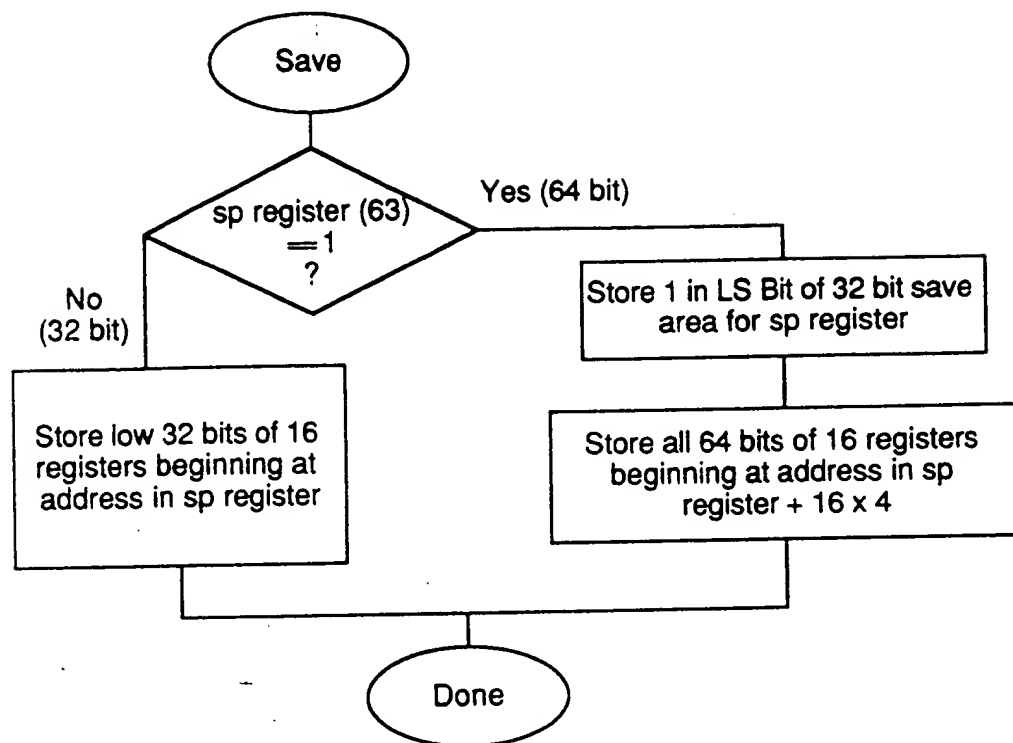 Save
sp register (63)
==1
?
Yes (64 bit)
No
(32 bit)
Store 1 in LS Bit of 32 bit save
area for sp register
Store low 32 bits of 16
registers beginning at
address in sp register
Store all 64 bits of 16 registers
beginning at address in sp
register + 16 x 4
Done